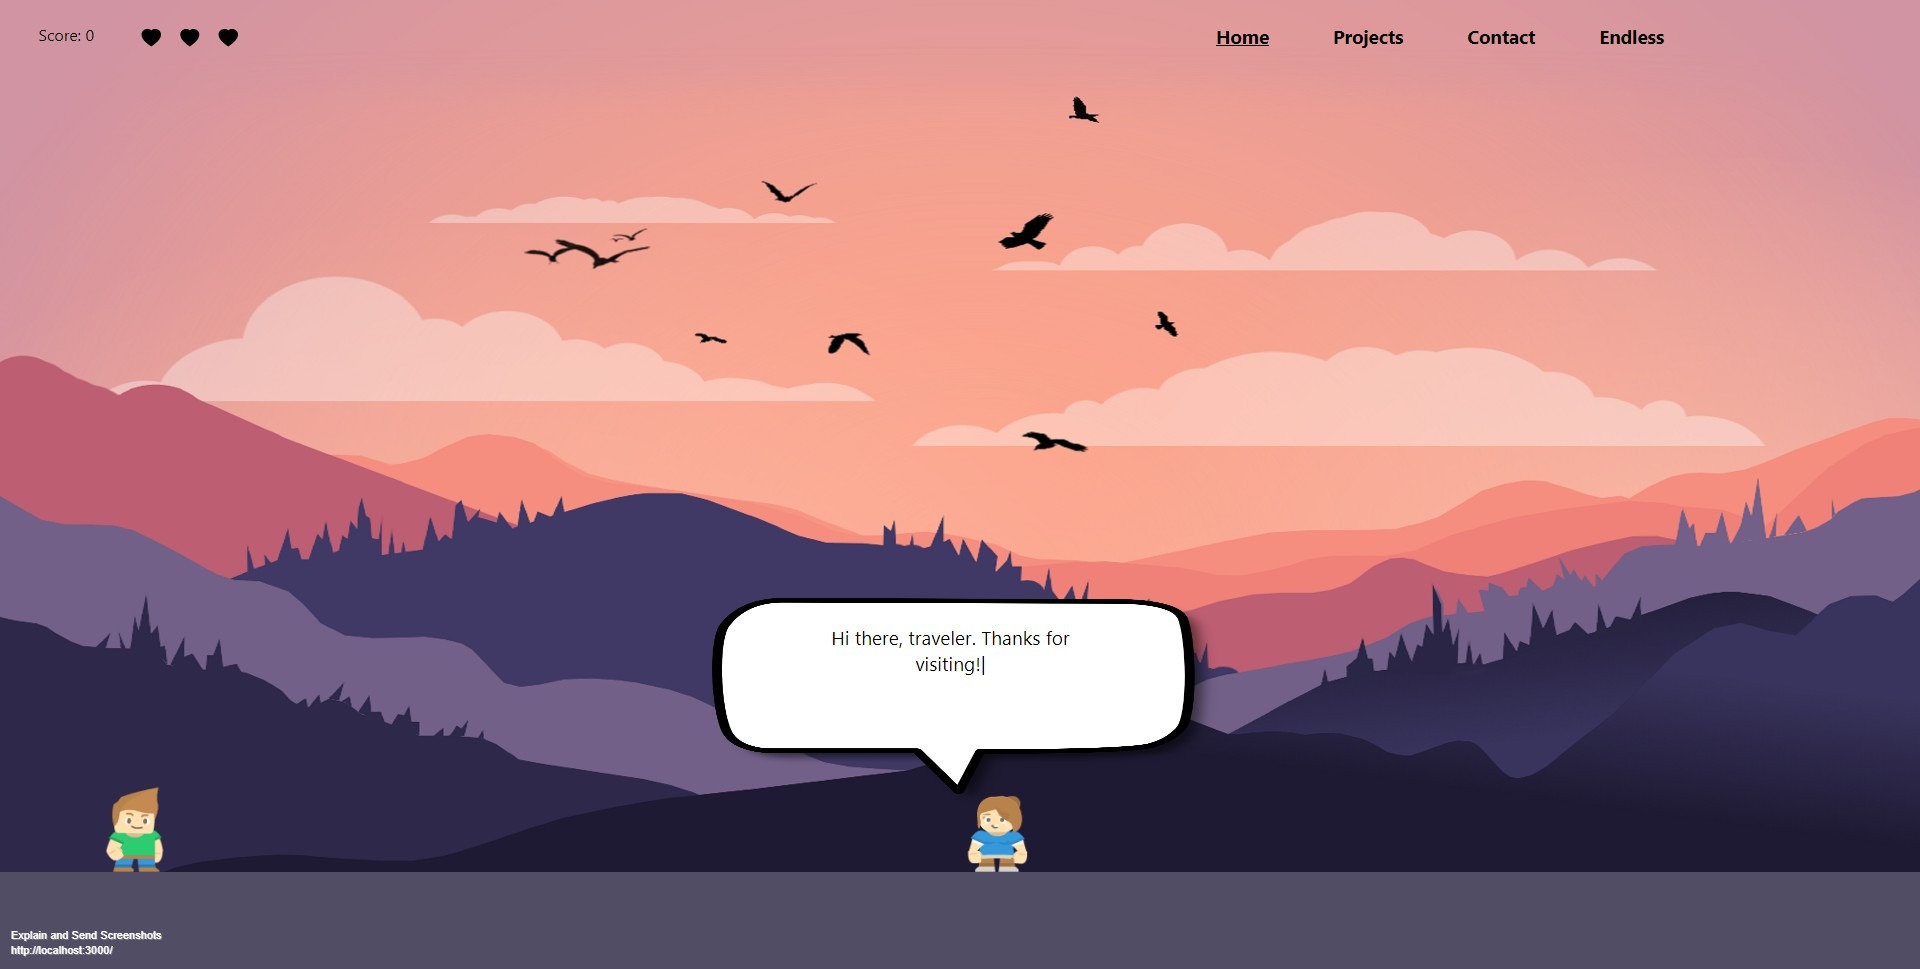 Score: 0
Home Projects Contact Endless
Hi there, traveler. Thanks for
visiting!|
Explain and Send Screenshots
http://localhost:3000/